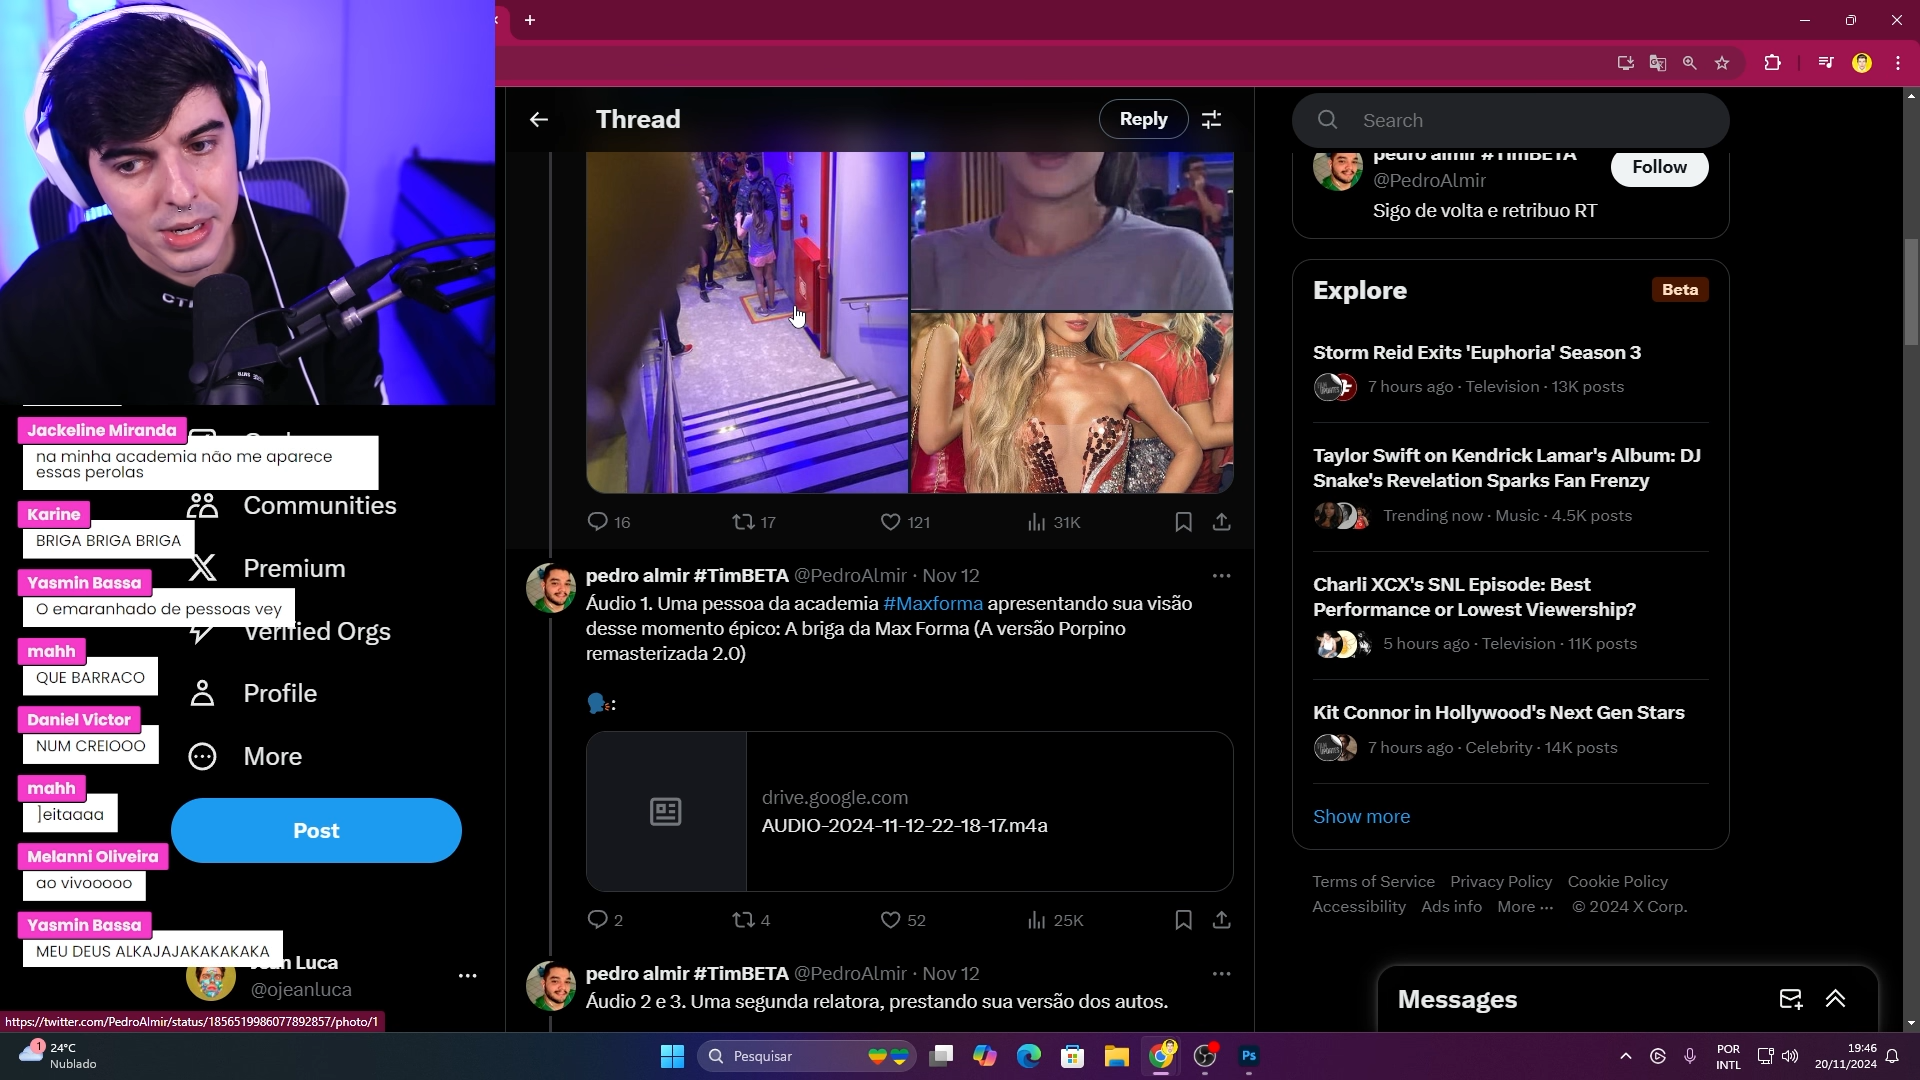 Thread
Reply
Search
pedro almir #TimBETA
@PedroAlmir
Follow
Sigo de volta e retribuo RT
Explore
Beta
Storm Reid Exits 'Euphoria' Season 3
7 hours ago · Television · 13K posts
Taylor Swift on Kendrick Lamar's Album: DJ
Snake's Revelation Sparks Fan Frenzy
Trending now · Music · 4.5K posts
Charli XCX's SNL Episode: Best
Performance or Lowest Viewership?
5 hours ago · Television · 11K posts
Kit Connor in Hollywood's Next Gen Stars
7 hours ago · Celebrity · 14K posts
Show more
Terms of Service Privacy Policy Cookie Policy
Accessibility Ads info More ··· © 2024 X Corp.
Messages
16 17 121 31K
pedro almir #TimBETA @PedroAlmir · Nov 12
Áudio 1. Uma pessoa da academia #Maxforma apresentando sua visão
desse momento épico: A briga da Max Forma (A versão Porpino
remasterizada 2.0)
🗣️:
drive.google.com
AUDIO-2024-11-12-22-18-17.m4a
2 4 52 25K
pedro almir #TimBETA @PedroAlmir · Nov 12
Áudio 2 e 3. Uma segunda relatora, prestando sua versão dos autos.
Jackeline Miranda
na minha academia não me aparece
essas perolas
Karine
BRIGA BRIGA BRIGA
Yasmin Bassa
O emaranhado de pessoas vey
mahh
QUE BARRACO
Daniel Victor
NUM CREIOOO
mahh
]eitaaaa
Melanni Oliveira
ao vivooooo
Yasmin Bassa
MEU DEUS ALKAJAJAKAKAKAKA
Communities
Premium
Verified Orgs
Profile
More
Post
Jean Luca
@ojeanluca
https://twitter.com/PedroAlmir/status/1856519986077892857/photo/1
1
24°C
Nublado
Pesquisar
Ps
POR
INTL
19:46
20/11/2024